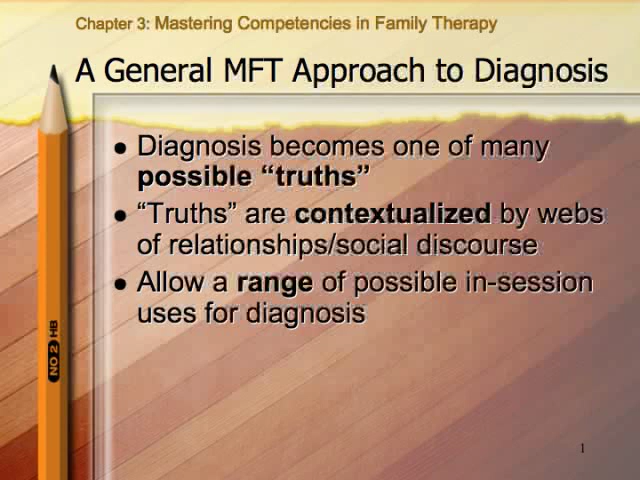 Chapter 3: Mastering Competencies in Family Therapy
A General MFT Approach to Diagnosis
● Diagnosis becomes one of many
possible “truths”
● “Truths” are contextualized by webs
of relationships/social discourse
● Allow a range of possible in-session
uses for diagnosis
NO 2 HB
1